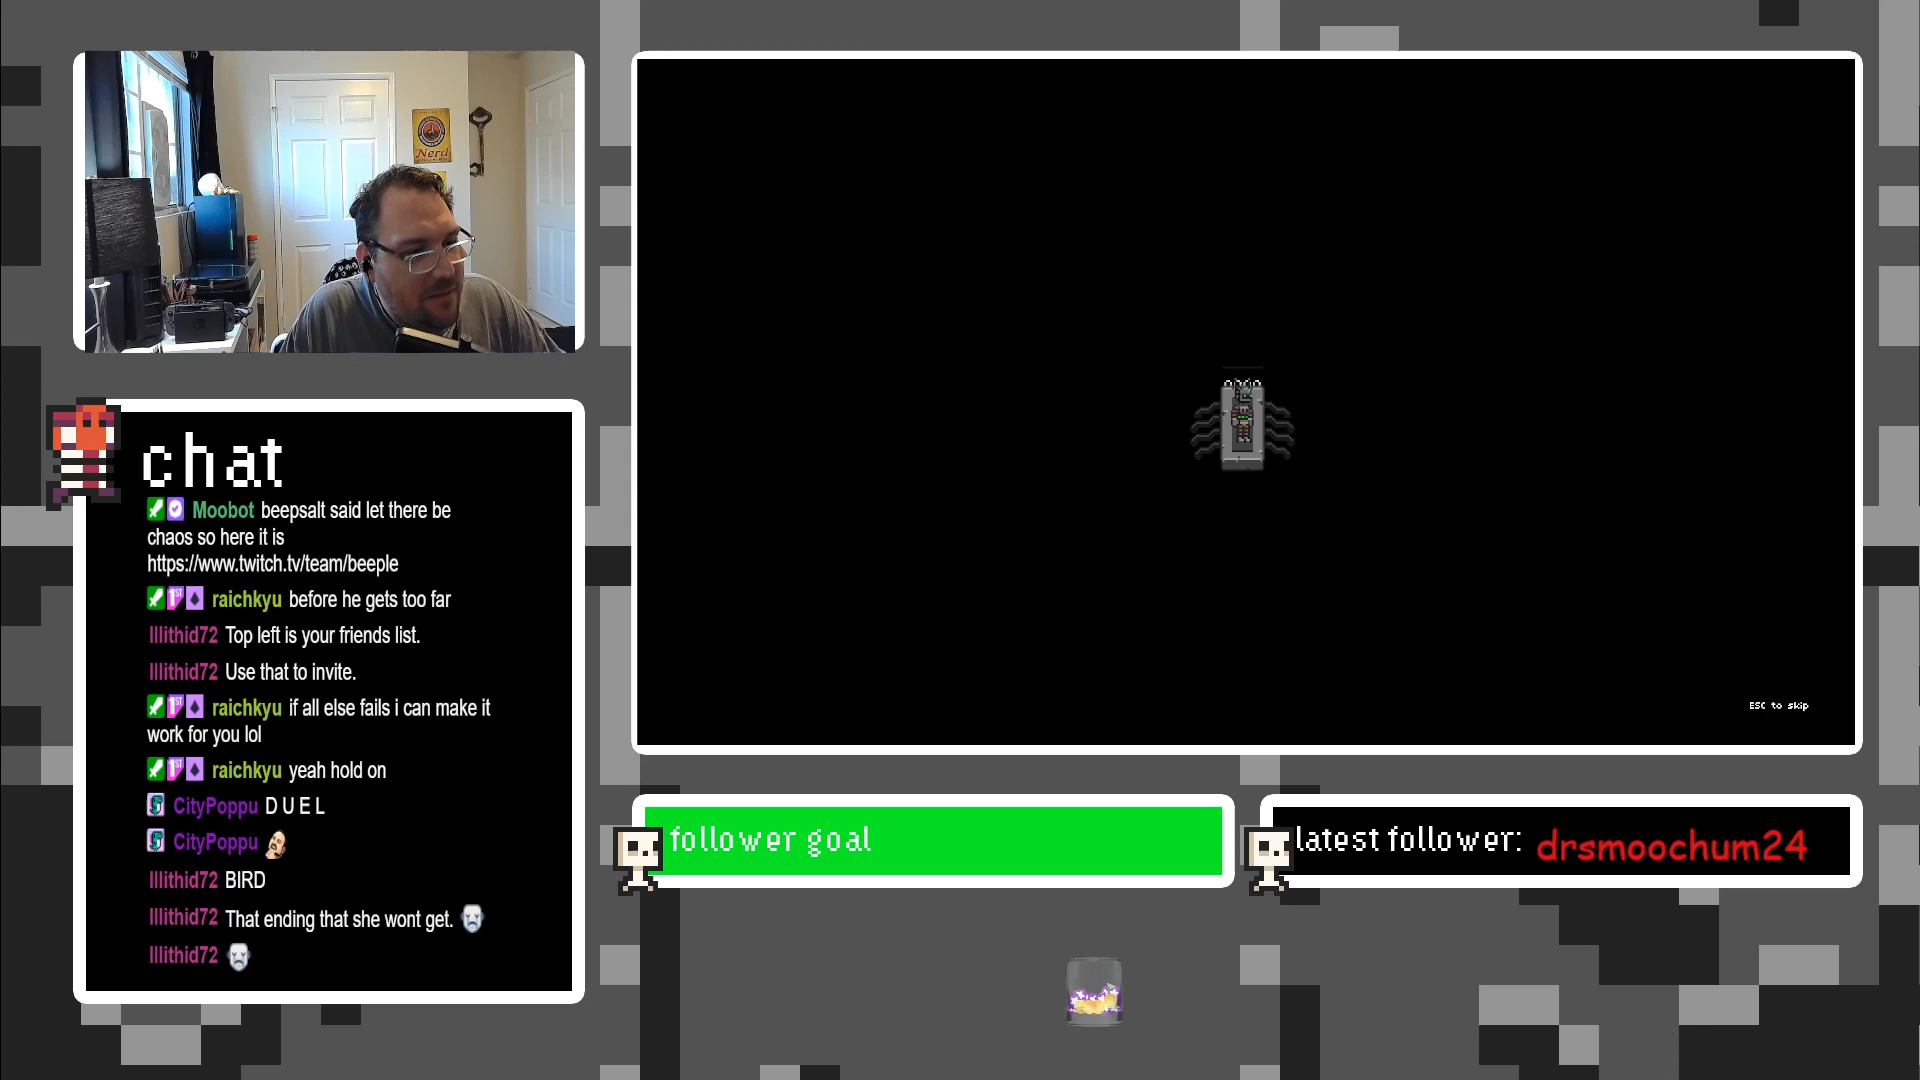 Nerd
chat
Moobot beepsalt said let there be
chaos so here it is
https://www.twitch.tv/team/beeple
raichkyu before he gets too far
Illithid72 Top left is your friends list.
Illithid72 Use that to invite.
raichkyu if all else fails i can make it
work for you lol
raichkyu yeah hold on
CityPoppu D U E L
CityPoppu
Illithid72 BIRD
Illithid72 That ending that she wont get.
Illithid72
ESC to skip
follower goal
latest follower: drsmoochum24